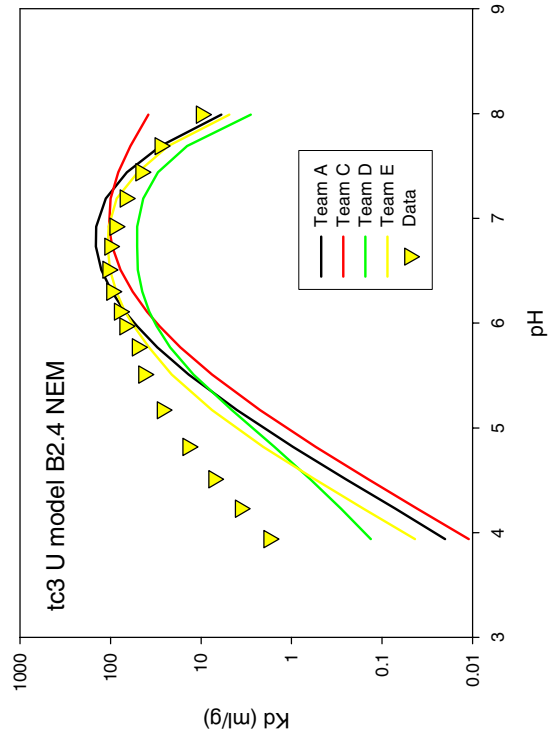 tc3 U model B2.4 NEM
1000
100
10
1
0.1
0.01
Kd (ml/g)
3
4
5
6
7
8
9
pH
Team A
Team C
Team D
Team E
Data